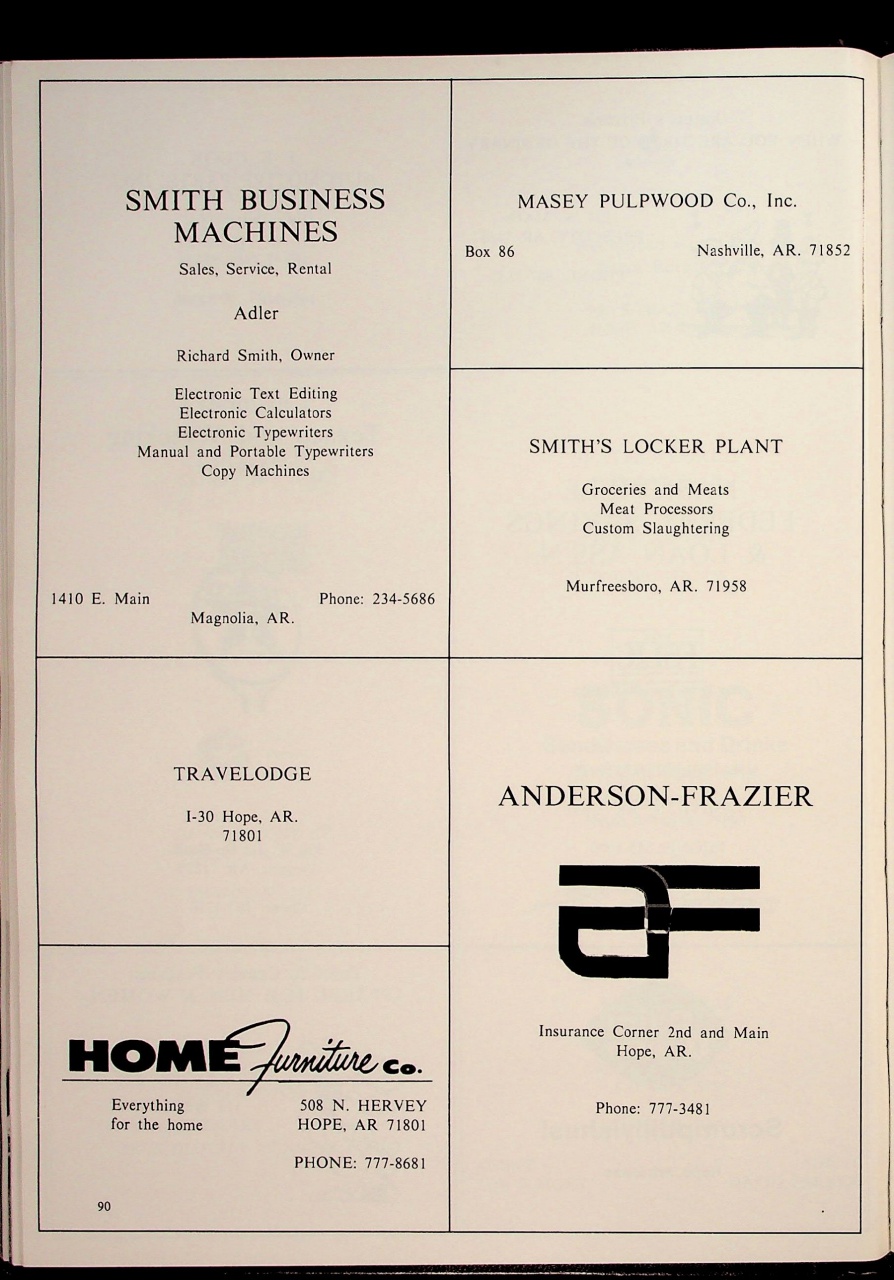 SMITH BUSINESS
MACHINES
Sales, Service, Rental
Adler
Richard Smith, Owner
Electronic Text Editing
Electronic Calculators
Electronic Typewriters
Manual and Portable Typewriters
Copy Machines
1410 E. Main Phone: 234-5686
Magnolia, AR.
MASEY PULPWOOD Co., Inc.
Box 86 Nashville, AR. 71852
SMITH'S LOCKER PLANT
Groceries and Meats
Meat Processors
Custom Slaughtering
Murfreesboro, AR. 71958
TRAVELODGE
I-30 Hope, AR.
71801
ANDERSON-FRAZIER
aF
Insurance Corner 2nd and Main
Hope, AR.
Phone: 777-3481
HOME Furniture Co.
Everything
for the home
508 N. HERVEY
HOPE, AR 71801
PHONE: 777-8681
90